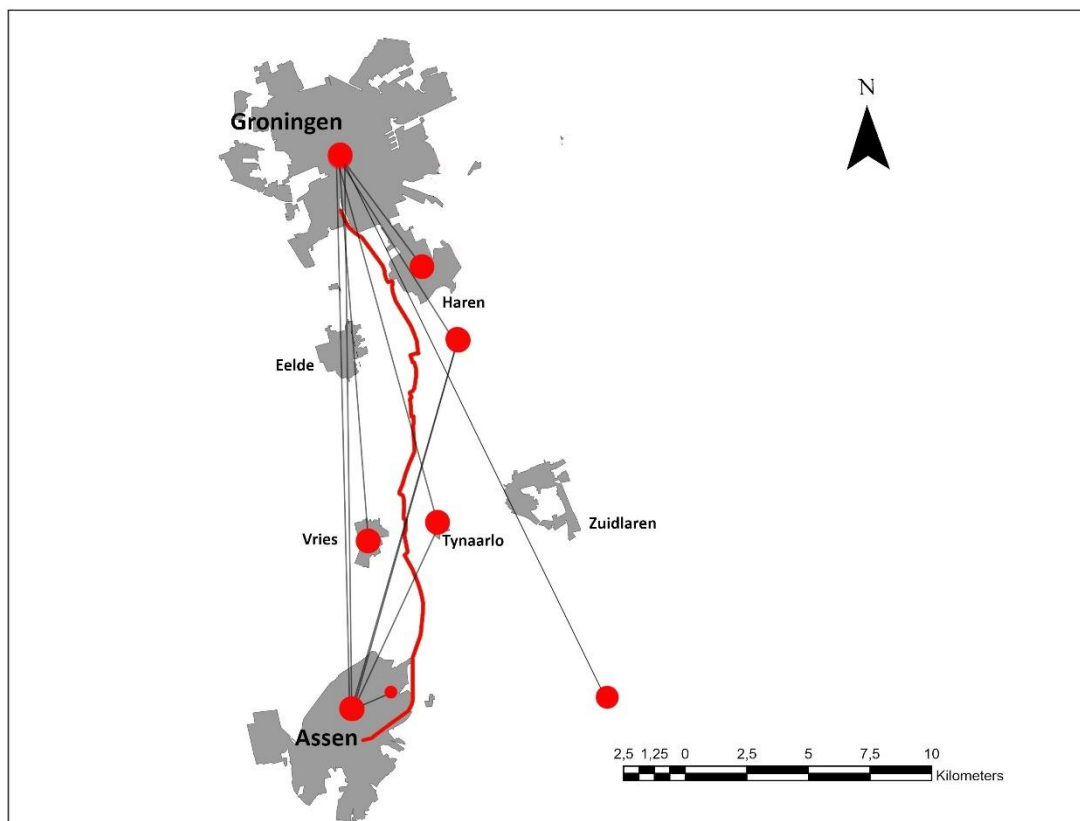 N
Groningen
Haren
Eelde
Zuidlaren
Vries
Tynaarlo
Assen
2,5 1,25 0 2,5 5 7,5 10
Kilometers